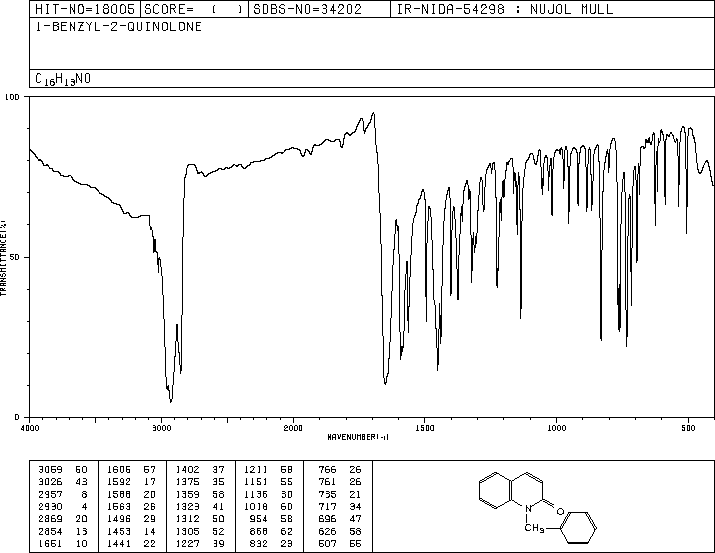 HIT-NO=18005 SCORE= ( ) SDBS-NO=34202 IR-NIDA-54298 : NUJOL MULL
1-BENZYL-2-QUINOLONE
C16H13NO
100
TRANSMITTANCE(%)
50
0
4000 3000 2000 1500 1000 500
WAVENUMBER(-1)
3069 60 1606 57 1402 37 1211 68 766 26
3026 43 1592 17 1375 35 1151 55 761 26
2957 8 1588 20 1359 58 1136 30 735 21
2930 4 1563 26 1323 41 1018 60 717 34
2869 20 1496 29 1312 50 954 58 696 47
2854 13 1453 14 1305 52 868 62 626 58
1651 10 1441 22 1227 39 832 23 507 55
N O
CH2